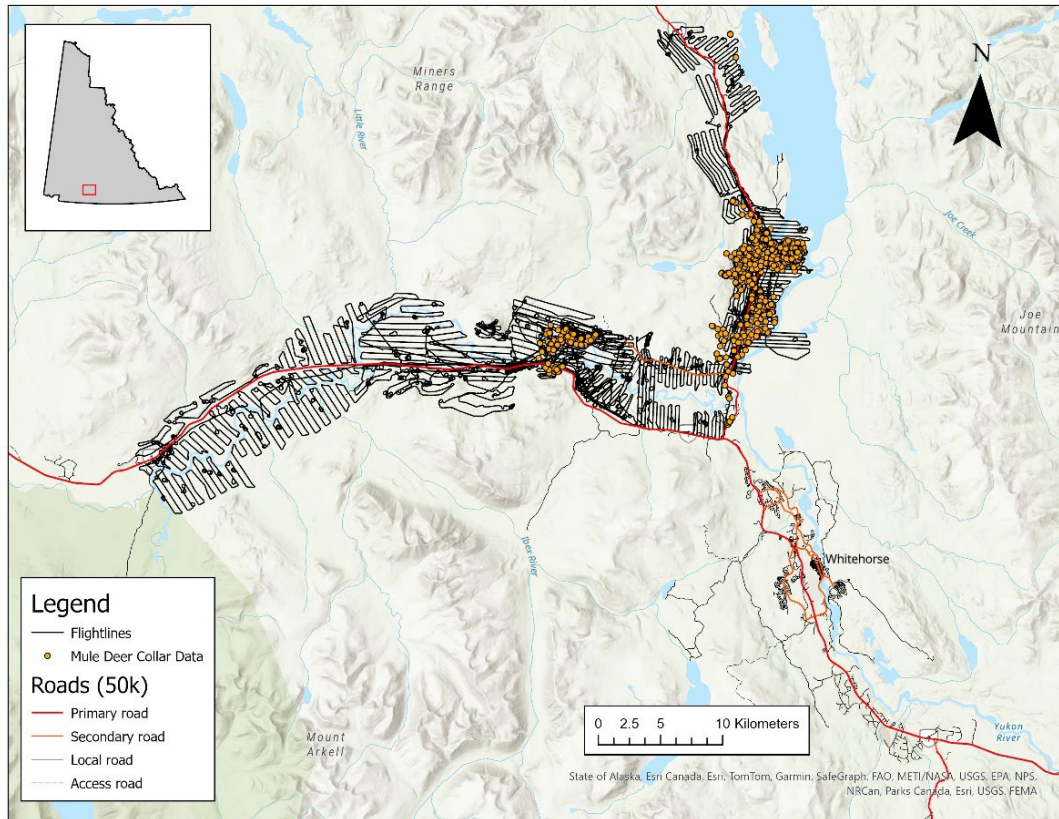 Miners
Range
N
Little River
Joe Creek
Joe
Mountain
Ibex River
Whitehorse
Legend
Flightlines
Mule Deer Collar Data
Roads (50k)
Primary road
Secondary road
Local road
Access road
Mount
Arkell
0 2.5 5 10 Kilometers
Yukon
River
State of Alaska, Esri Canada, Esri, TomTom, Garmin, SafeGraph, FAO, METI/NASA, USGS, EPA, NPS,
NRCan, Parks Canada, Esri, USGS, FEMA